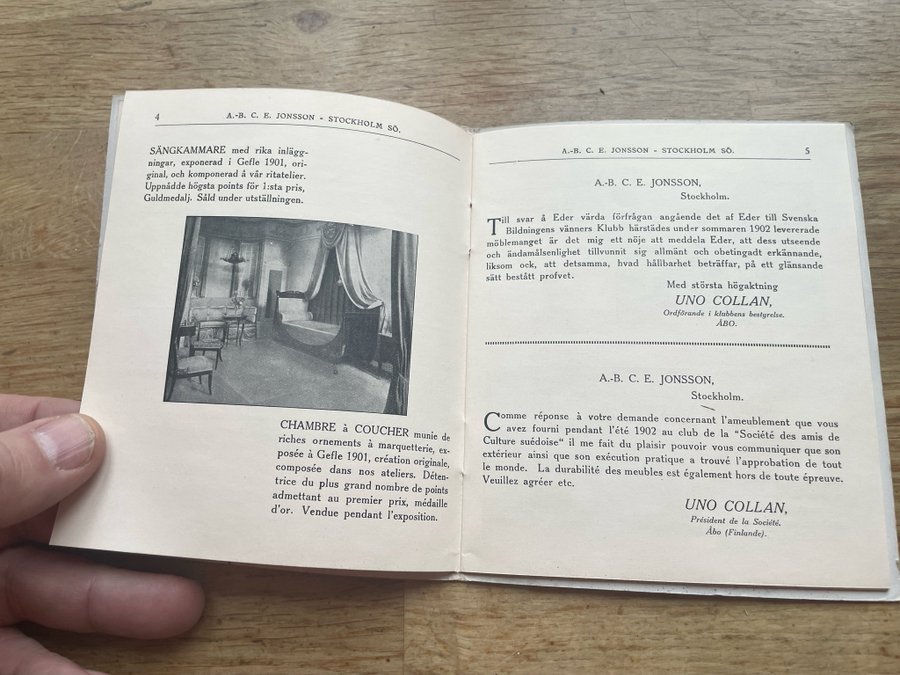 4
A.-B. C. E. JONSSON - STOCKHOLM SÖ.
SÄNGKAMMARE med rika inlägg-
ningar, exponerad i Gefle 1901, ori-
ginal, och komponerad å vår ritatelier.
Uppnådde högsta points för 1:sta pris,
Guldmedalj. Såld under utställningen.
CHAMBRE à COUCHER munie de
riches ornements à marquetterie, ex-
posée à Gefle 1901, création originale,
composée dans nos ateliers. Déten-
trice du plus grand nombre de points
admettant au premier prix, médaille
d'or. Vendue pendant l'exposition.
A.-B. C. E. JONSSON - STOCKHOLM SÖ.
5
A.-B. C. E. JONSSON,
Stockholm.
Till svar å Eder värda förfrågan angående det af Eder till Svenska
Bildningens vänners Klubb härstädes under sommaren 1902 levererade
möblemanget är det mig ett nöje att meddela Eder, att dess utseende
och ändamålsenlighet tillvunnit sig allmänt och obetingadt erkännande,
liksom ock, att detsamma, hvad hållbarhet beträffar, på ett glänsande
sätt bestått profvet.
Med största högaktning
UNO COLLAN,
Ordförande i klubbens bestyrelse.
ÅBO.
A.-B. C. E. JONSSON,
Stockholm.
Comme réponse à votre demande concernant l'ameublement que vous
avez fourni pendant l'été 1902 au club de la "Société des amis de
Culture suédoise" il me fait du plaisir pouvoir vous communiquer que son
extérieur ainsi que son exécution pratique a trouvé l'approbation de tout
le monde. La durabilité des meubles est également hors de toute épreuve.
Veuillez agréer etc.
UNO COLLAN,
Président de la Société.
Åbo (Finlande).